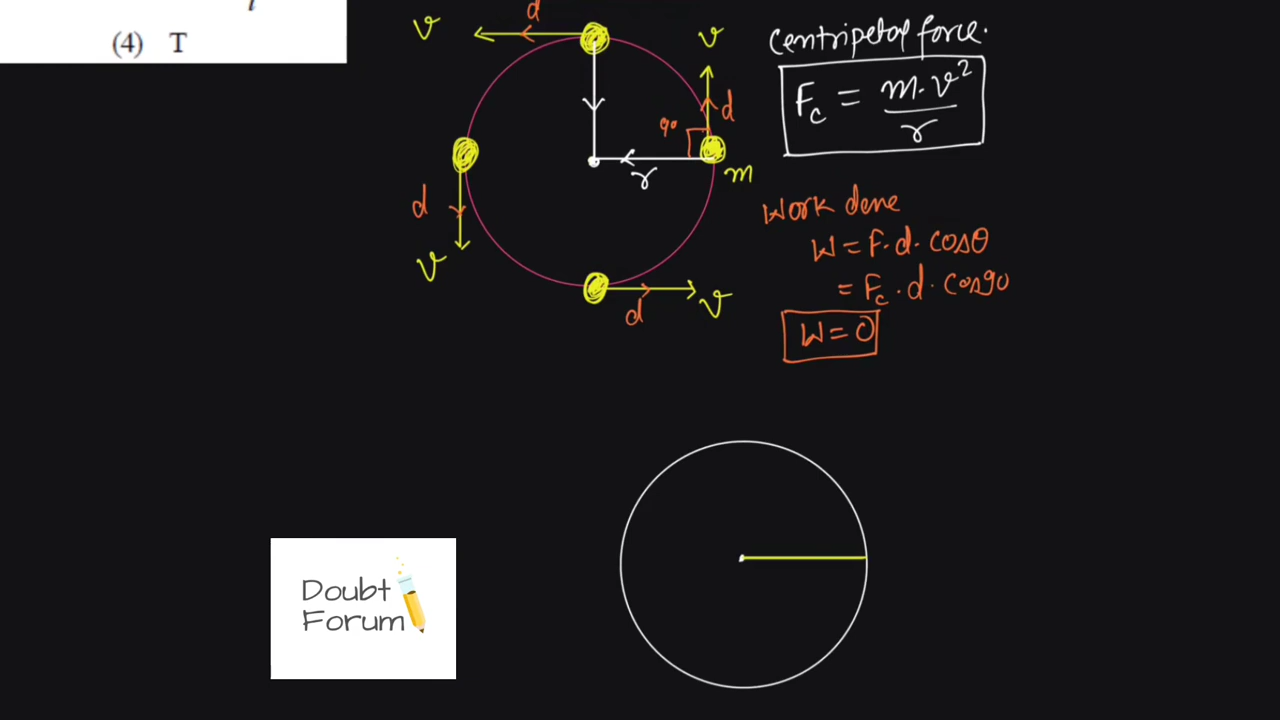 l
(4) T
d
v
v
centripetal force.
Fc = m.v²/r
d
90
r
m
d
v
d
v
Work done
W = F.d.cosθ
= Fc.d.cos90
W = 0
Doubt
Forum